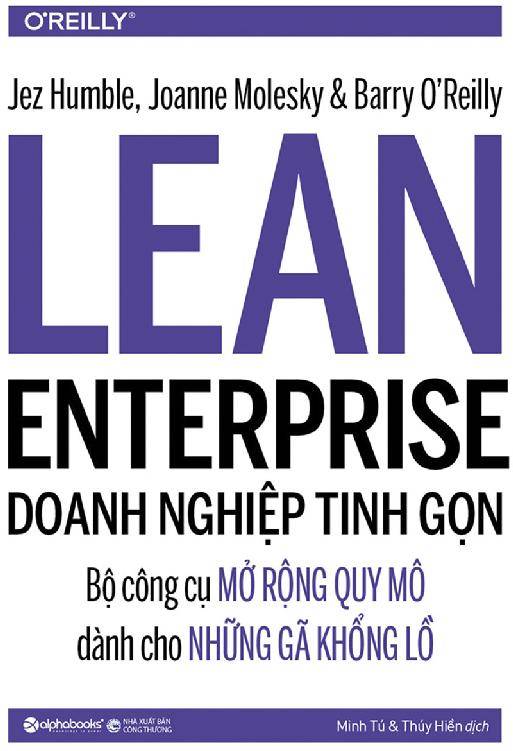 O'REILLY®
Jez Humble, Joanne Molesky & Barry O'Reilly
LEAN
ENTERPRISE
DOANH NGHIỆP TINH GỌN
Bộ công cụ MỞ RỘNG QUY MÔ
dành cho NHỮNG GÃ KHỔNG LỒ
alphabooks®
NHÀ XUẤT BẢN
CÔNG THƯƠNG
Minh Tú & Thúy Hiền dịch